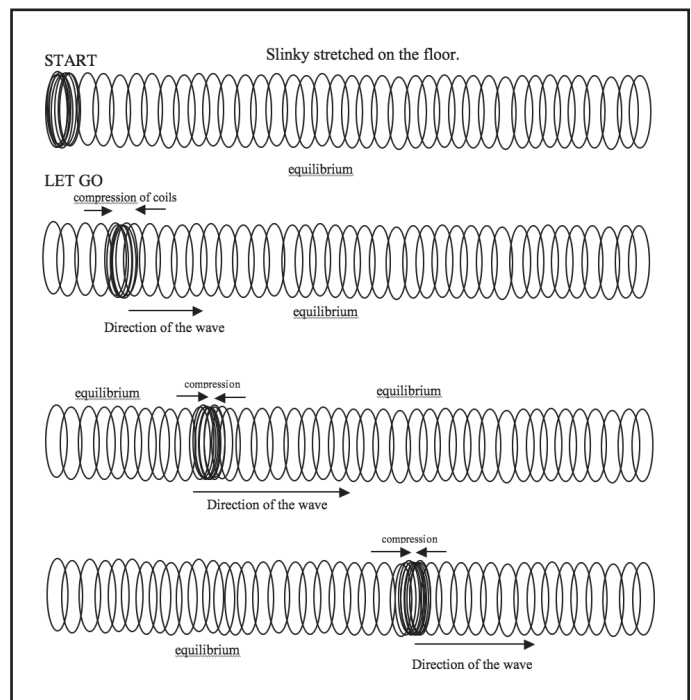 Slinky stretched on the floor.
START
equilibrium
LET GO
compression of coils
equilibrium
Direction of the wave
equilibrium
compression
equilibrium
Direction of the wave
compression
equilibrium
Direction of the wave